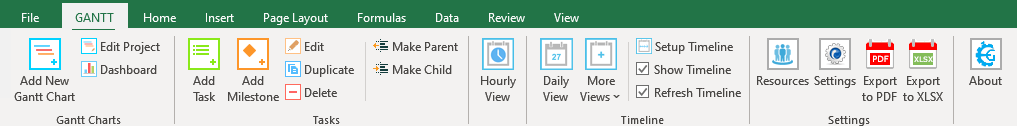 File GANTT Home Insert Page Layout Formulas Data Review View
Add New
Gantt Chart
Edit Project
Dashboard
Gantt Charts
Add
Task
Add
Milestone
Edit
Duplicate
Delete
Make Parent
Make Child
Tasks
Hourly
View
27
Daily
View
More
Views
Setup Timeline
Show Timeline
Refresh Timeline
Timeline
Resources
Settings
PDF
Export
to PDF
XLSX
Export
to XLSX
Settings
About